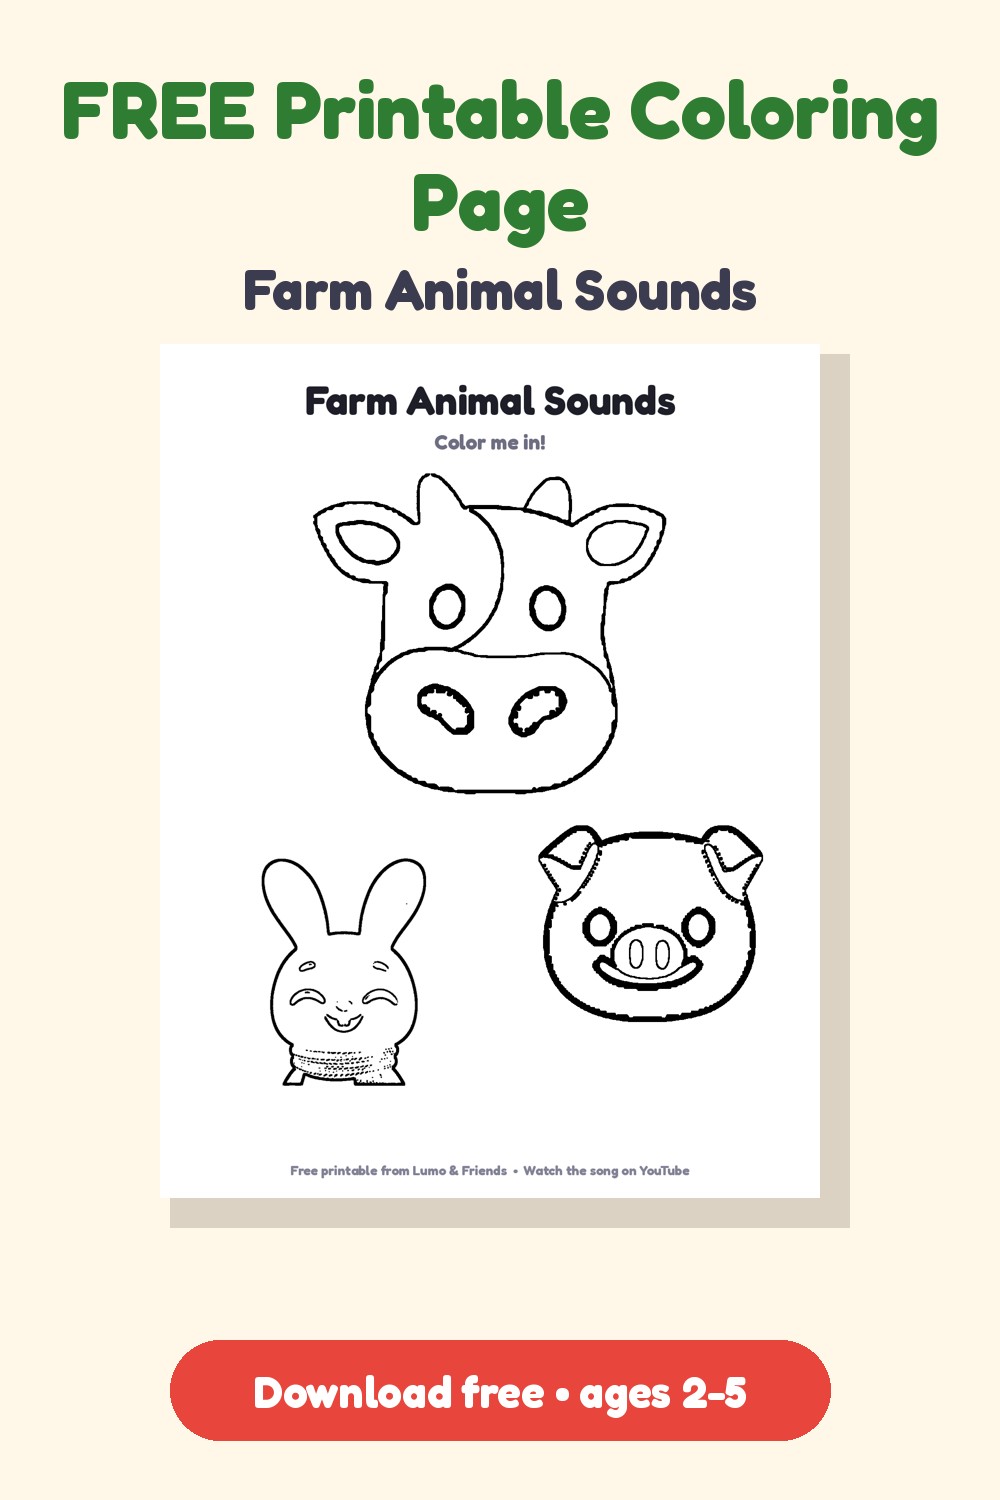 FREE Printable Coloring
Page
Farm Animal Sounds
Farm Animal Sounds
Color me in!
Free printable from Lumo & Friends • Watch the song on YouTube
Download free • ages 2-5